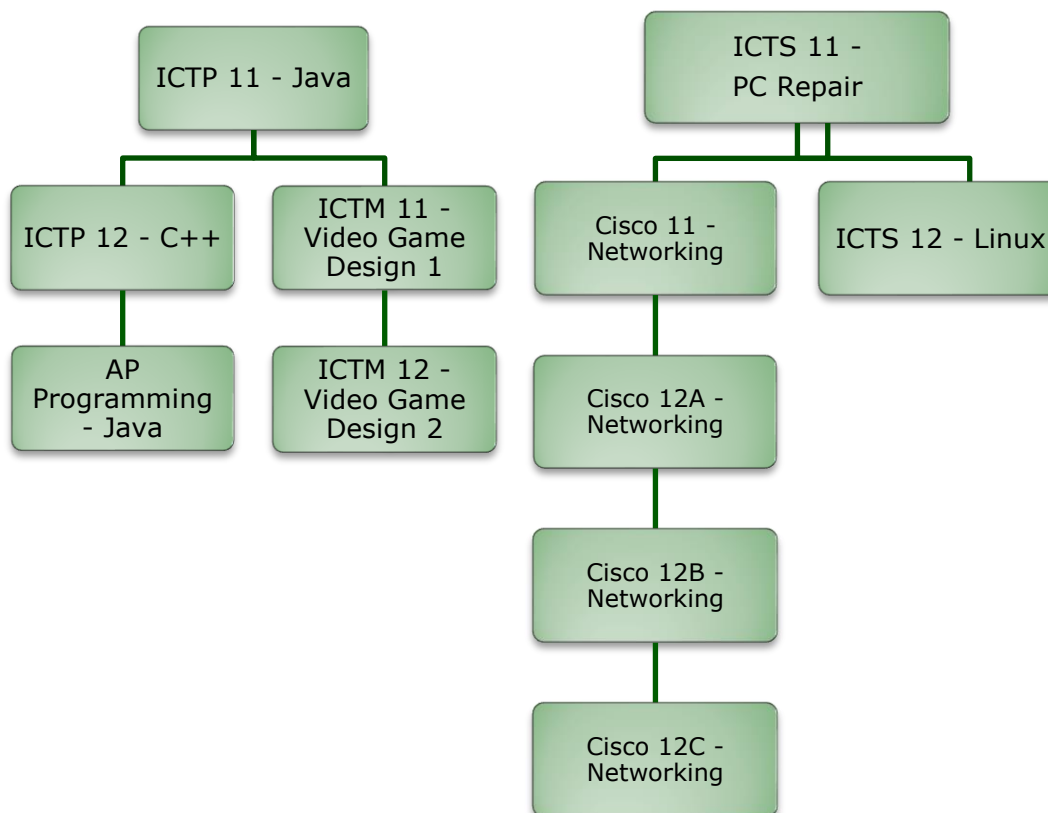 ICTP 11 - Java
ICTS 11 -
PC Repair
ICTP 12 - C++
ICTM 11 -
Video Game
Design 1
Cisco 11 -
Networking
ICTS 12 - Linux
AP
Programming
- Java
ICTM 12 -
Video Game
Design 2
Cisco 12A -
Networking
Cisco 12B -
Networking
Cisco 12C -
Networking